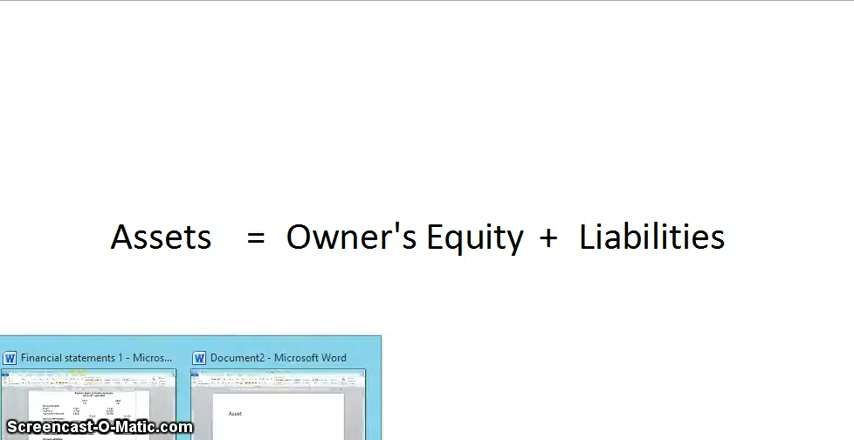 Assets = Owner's Equity + Liabilities
Financial statements 1 - Micros... Document2 - Microsoft Word
Asset
Screencast-O-Matic.com